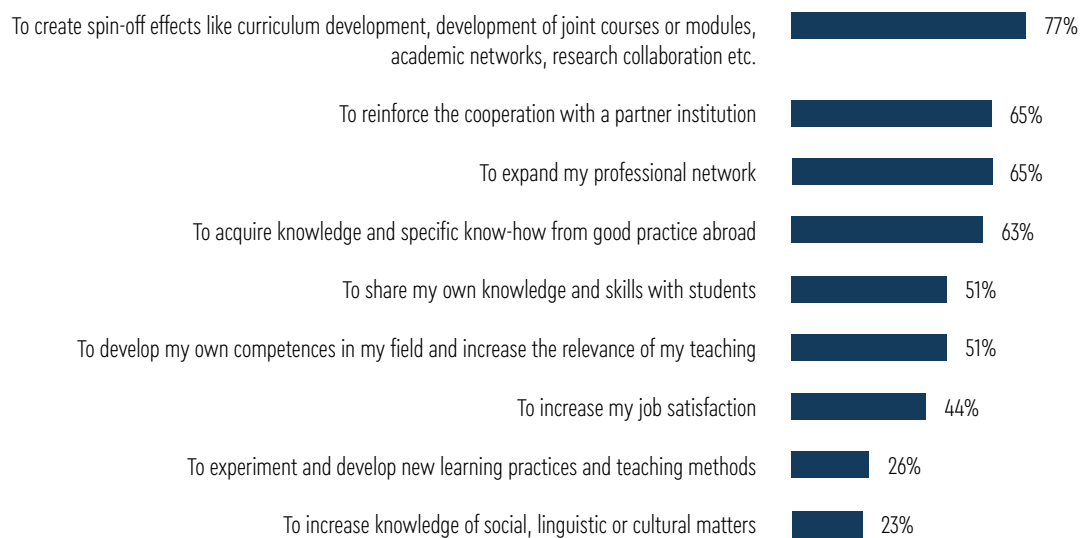 To create spin-off effects like curriculum development, development of joint courses or modules,
academic networks, research collaboration etc.
77%
To reinforce the cooperation with a partner institution
65%
To expand my professional network
65%
To acquire knowledge and specific know-how from good practice abroad
63%
To share my own knowledge and skills with students
51%
To develop my own competences in my field and increase the relevance of my teaching
51%
To increase my job satisfaction
44%
To experiment and develop new learning practices and teaching methods
26%
To increase knowledge of social, linguistic or cultural matters
23%